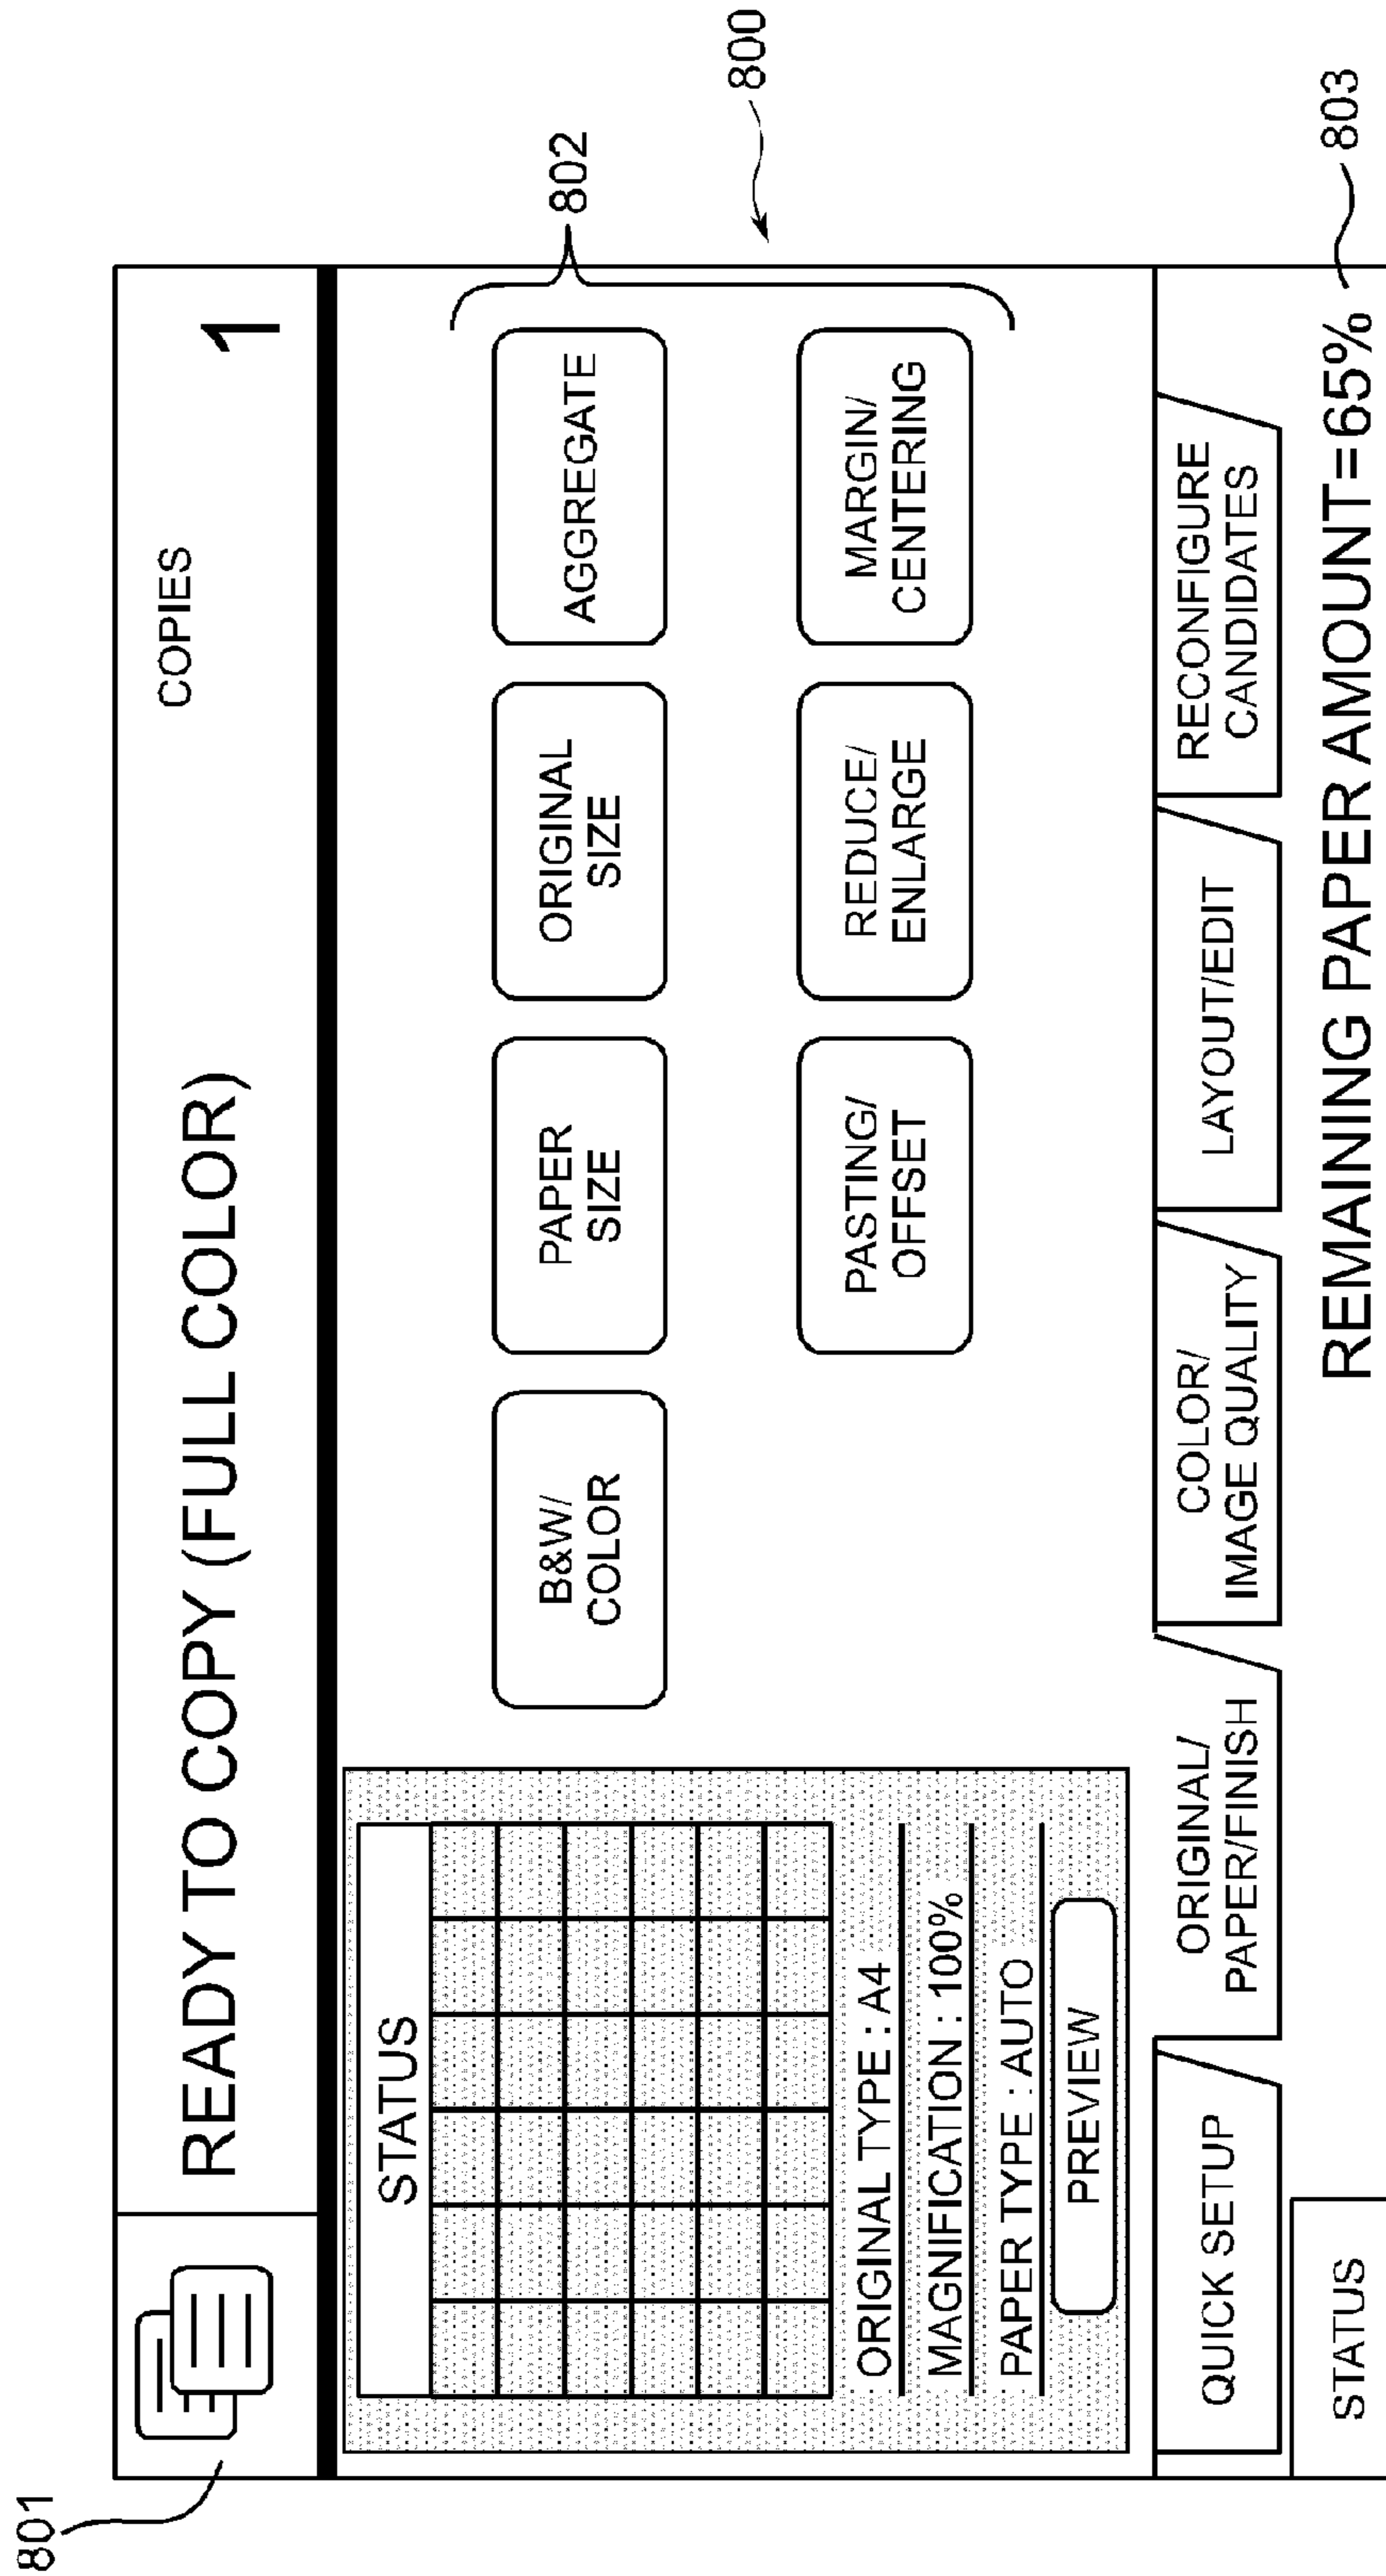 801
READY TO COPY (FULL COLOR)
COPIES
1
802
800
STATUS
ORIGINAL TYPE : A4
MAGNIFICATION : 100%
PAPER TYPE : AUTO
PREVIEW
B&W/
COLOR
PAPER
SIZE
ORIGINAL
SIZE
AGGREGATE
PASTING/
OFFSET
REDUCE/
ENLARGE
MARGIN/
CENTERING
QUICK SETUP
ORIGINAL/
PAPER/FINISH
COLOR/
IMAGE QUALITY
LAYOUT/EDIT
RECONFIGURE
CANDIDATES
STATUS
REMAINING PAPER AMOUNT=65%
803